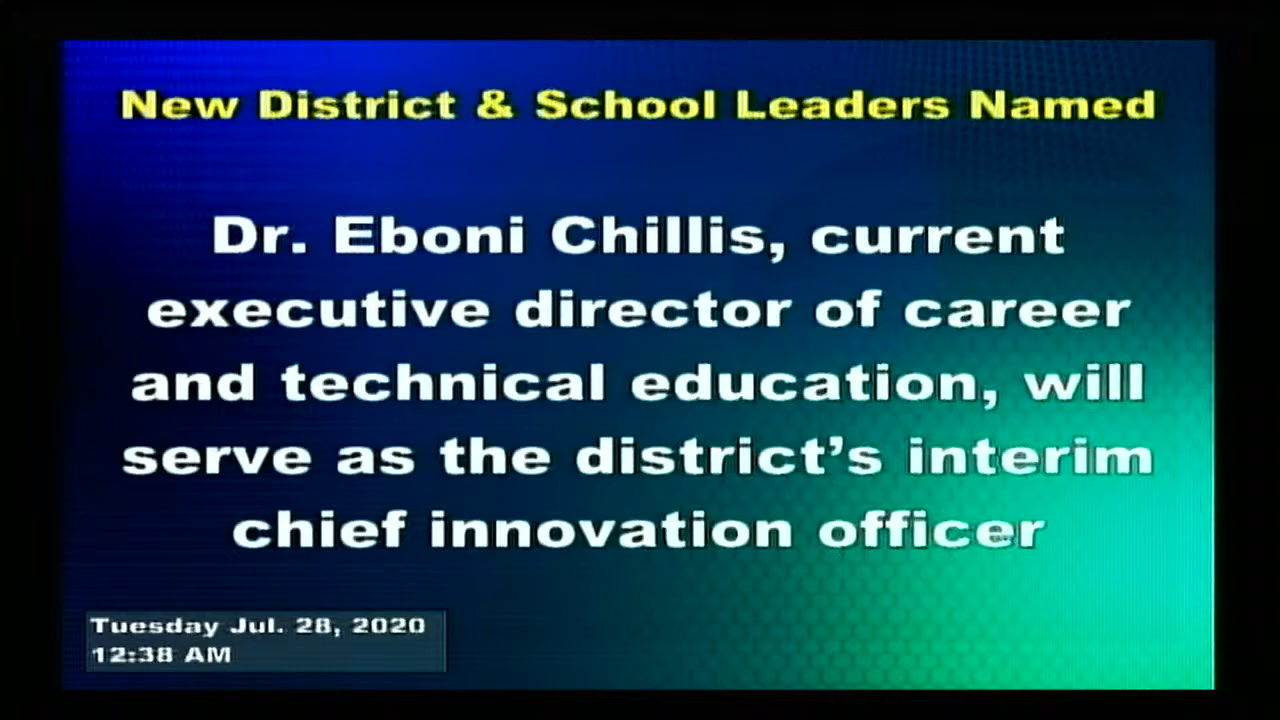 New District & School Leaders Named
Dr. Eboni Chillis, current
executive director of career
and technical education, will
serve as the district’s interim
chief innovation officer
Tuesday Jul. 28, 2020
12:38 AM